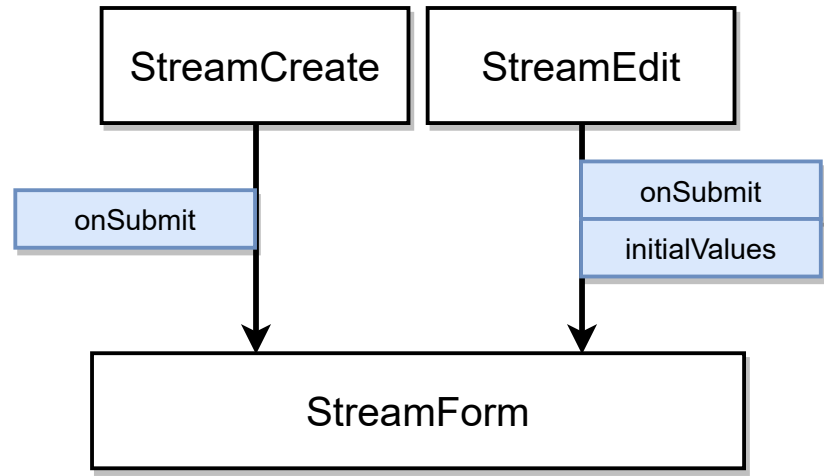 StreamCreate
StreamEdit
onSubmit
onSubmit
initialValues
StreamForm